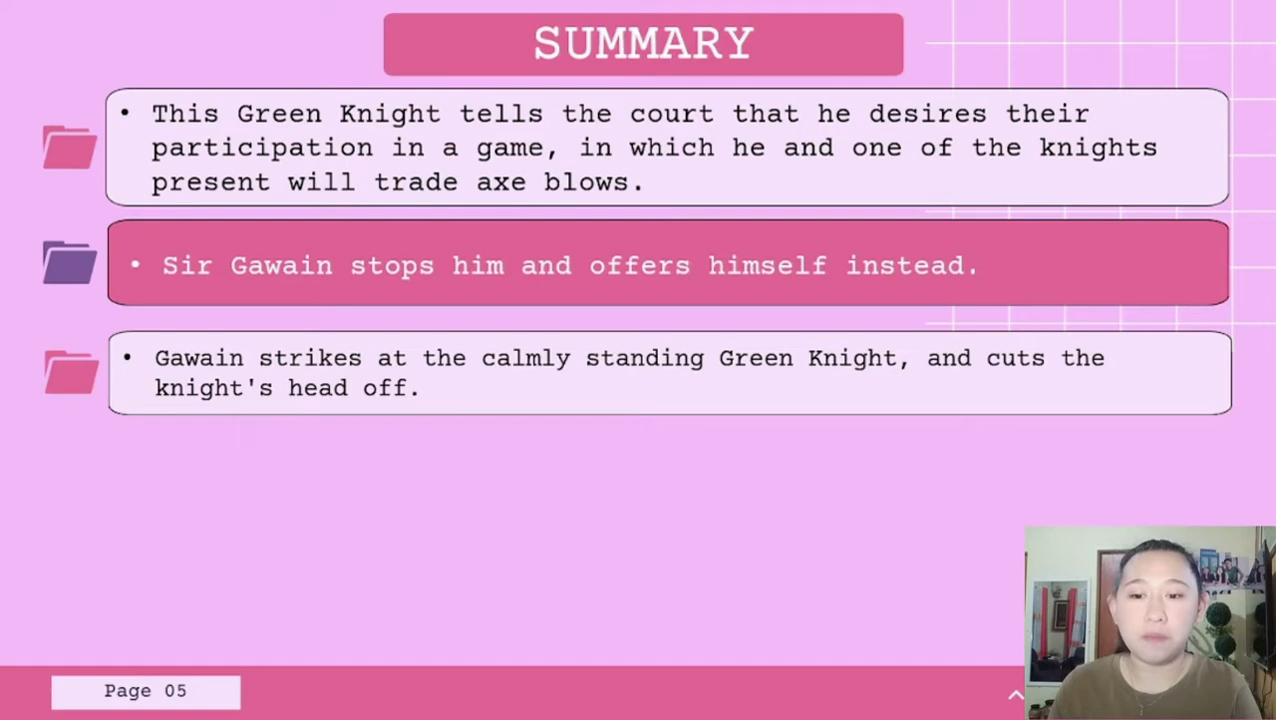 SUMMARY
• This Green Knight tells the court that he desires their
participation in a game, in which he and one of the knights
present will trade axe blows.
• Sir Gawain stops him and offers himself instead.
• Gawain strikes at the calmly standing Green Knight, and cuts the
knight's head off.
Page 05